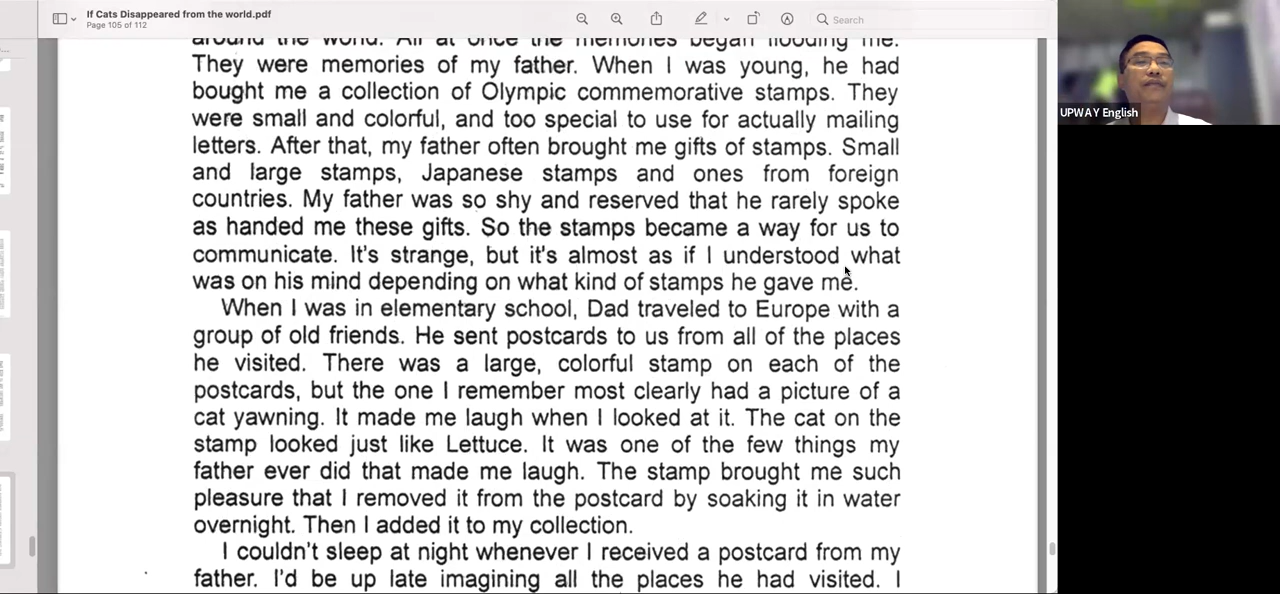 If Cats Disappeared from the world.pdf
Page 105 of 112
Search
UPWAY English
around the world. All at once the memories began flooding me.
They were memories of my father. When I was young, he had
bought me a collection of Olympic commemorative stamps. They
were small and colorful, and too special to use for actually mailing
letters. After that, my father often brought me gifts of stamps. Small
and large stamps, Japanese stamps and ones from foreign
countries. My father was so shy and reserved that he rarely spoke
as handed me these gifts. So the stamps became a way for us to
communicate. It's strange, but it's almost as if I understood what
was on his mind depending on what kind of stamps he gave me.
When I was in elementary school, Dad traveled to Europe with a
group of old friends. He sent postcards to us from all of the places
he visited. There was a large, colorful stamp on each of the
postcards, but the one I remember most clearly had a picture of a
cat yawning. It made me laugh when I looked at it. The cat on the
stamp looked just like Lettuce. It was one of the few things my
father ever did that made me laugh. The stamp brought me such
pleasure that I removed it from the postcard by soaking it in water
overnight. Then I added it to my collection.
I couldn't sleep at night whenever I received a postcard from my
father. I'd be up late imagining all the places he had visited. I